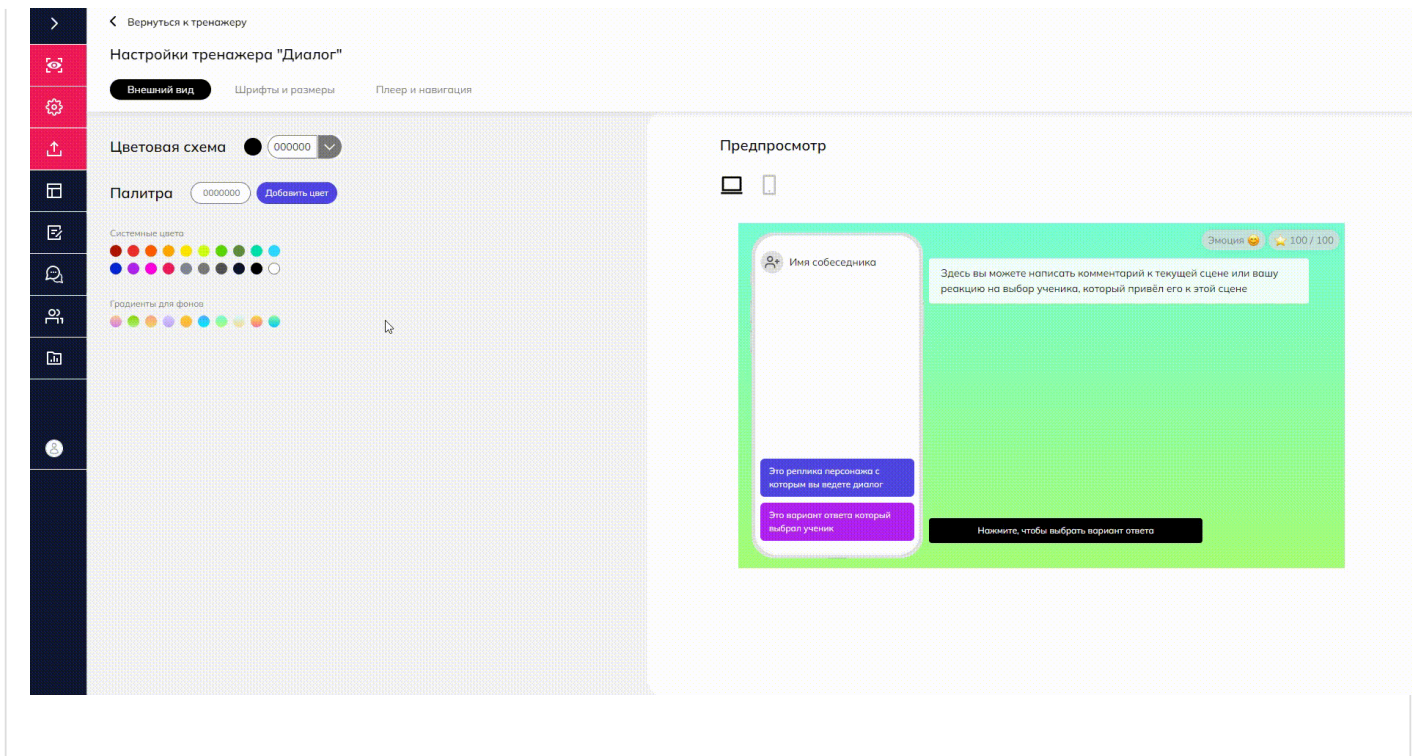 Вернуться к тренажеру
Настройки тренажера "Диалог"
Внешний вид
Шрифты и размеры
Плеер и навигация
Цветовая схема
000000
Палитра
0000000
Добавить цвет
Системные цвета
Градиенты для фонов
Предпросмотр
Эмоция 😊
⭐ 100 / 100
Имя собеседника
Здесь вы можете написать комментарий к текущей сцене или вашу
реакцию на выбор ученика, который привёл его к этой сцене
Это реплика персонажа с
которым вы ведете диалог
Это вариант ответа который
выбрал ученик
Нажмите, чтобы выбрать вариант ответа